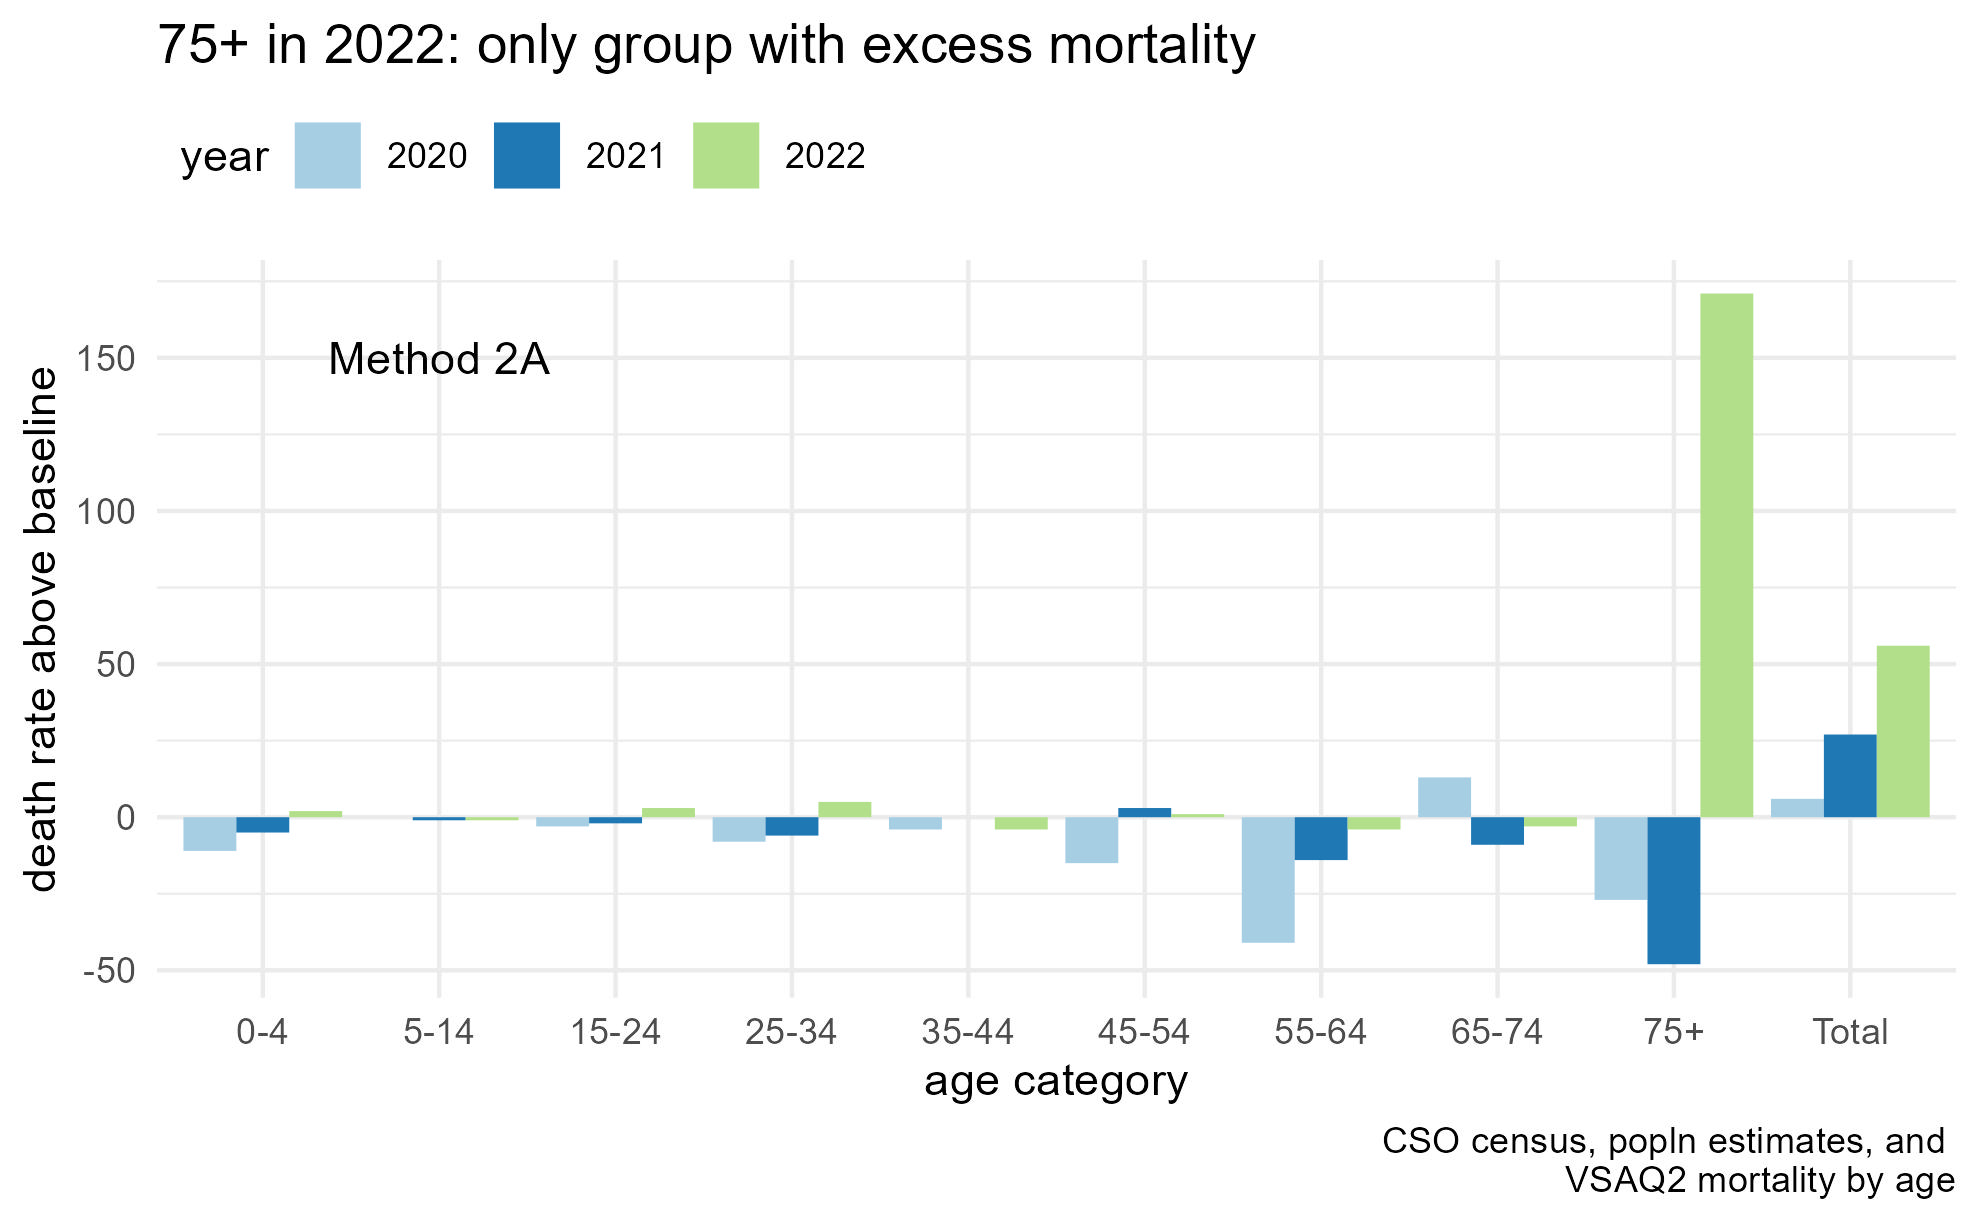 75+ in 2022: only group with excess mortality
year 2020 2021 2022
death rate above baseline
150
100
50
0
-50
Method 2A
0-4 5-14 15-24 25-34 35-44 45-54 55-64 65-74 75+ Total
age category
CSO census, popln estimates, and
VSAQ2 mortality by age